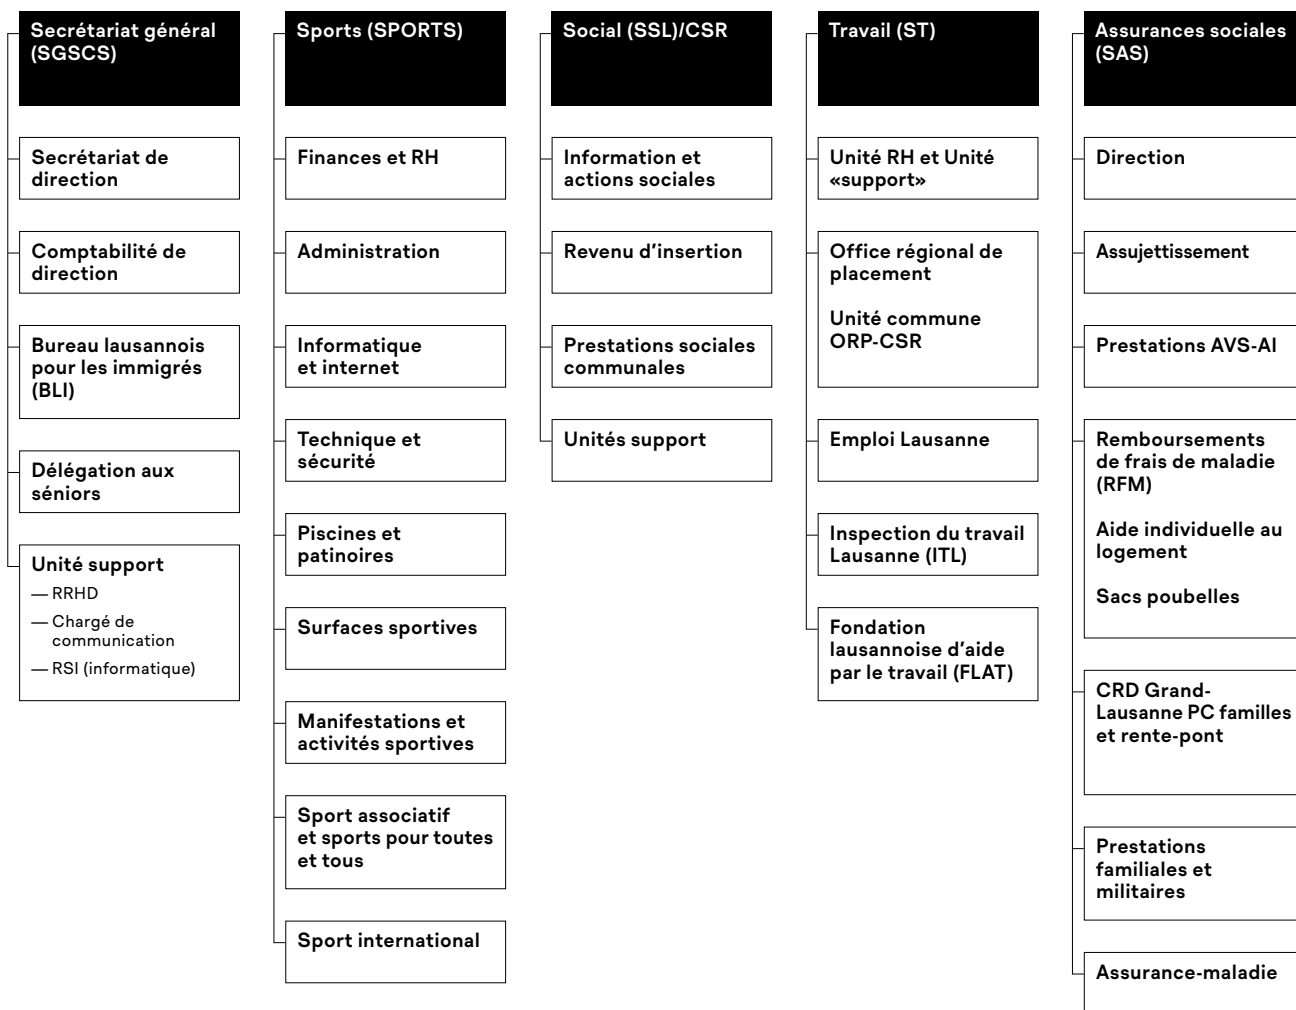 Secrétariat général
(SGSCS)
Secrétariat de
direction
Comptabilité de
direction
Bureau lausannois
pour les immigrés
(BLI)
Délégation aux
séniors
Unité support
— RRHD
— Chargé de
communication
— RSI (informatique)
Sports (SPORTS)
Finances et RH
Administration
Informatique
et internet
Technique et
sécurité
Piscines et
patinoires
Surfaces sportives
Manifestations et
activités sportives
Sport associatif
et sports pour toutes
et tous
Sport international
Social (SSL)/CSR
Information et
actions sociales
Revenu d'insertion
Prestations sociales
communales
Unités support
Travail (ST)
Unité RH et Unité
«support»
Office régional de
placement
Unité commune
ORP-CSR
Emploi Lausanne
Inspection du travail
Lausanne (ITL)
Fondation
lausannoise d'aide
par le travail (FLAT)
Assurances sociales
(SAS)
Direction
Assujettissement
Prestations AVS-AI
Remboursements
de frais de maladie
(RFM)
Aide individuelle au
logement
Sacs poubelles
CRD Grand-
Lausanne PC familles
et rente-pont
Prestations
familiales et
militaires
Assurance-maladie